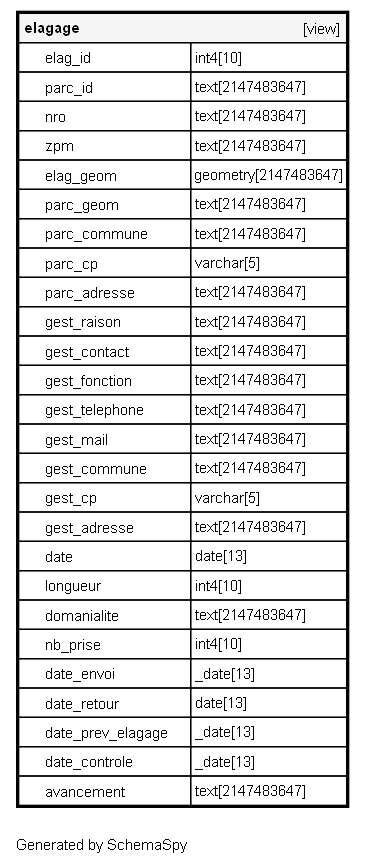 elagage [view]
elag_id int4[10]
parc_id text[2147483647]
nro text[2147483647]
zpm text[2147483647]
elag_geom geometry[2147483647]
parc_geom text[2147483647]
parc_commune text[2147483647]
parc_cp varchar[5]
parc_adresse text[2147483647]
gest_raison text[2147483647]
gest_contact text[2147483647]
gest_fonction text[2147483647]
gest_telephone text[2147483647]
gest_mail text[2147483647]
gest_commune text[2147483647]
gest_cp varchar[5]
gest_adresse text[2147483647]
date date[13]
longueur int4[10]
domanialite text[2147483647]
nb_prise int4[10]
date_envoi _date[13]
date_retour date[13]
date_prev_elagage _date[13]
date_controle _date[13]
avancement text[2147483647]
Generated by SchemaSpy